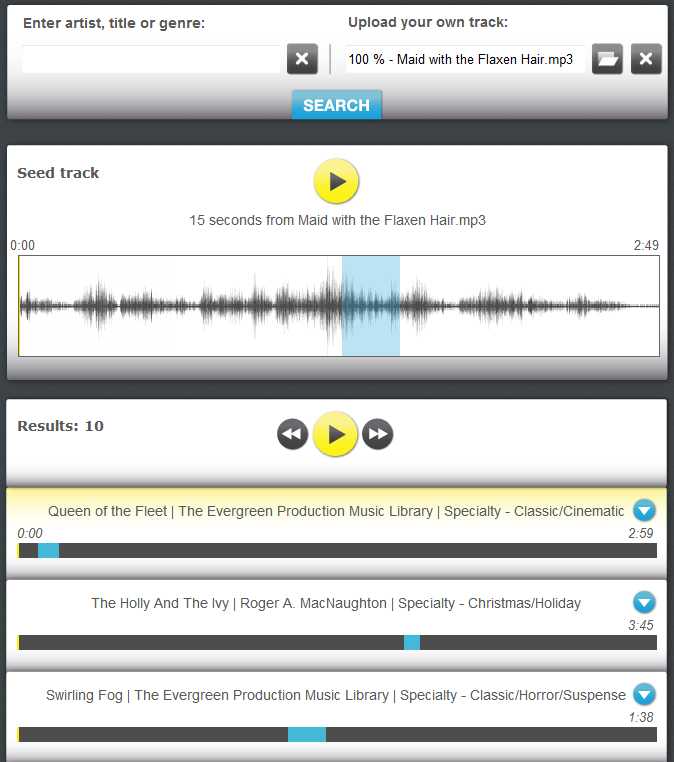 Enter artist, title or genre:
Upload your own track:
100 % - Maid with the Flaxen Hair.mp3
SEARCH
Seed track
15 seconds from Maid with the Flaxen Hair.mp3
0:00 2:49
Results: 10
Queen of the Fleet | The Evergreen Production Music Library | Specialty - Classic/Cinematic
0:00 2:59
The Holly And The Ivy | Roger A. MacNaughton | Specialty - Christmas/Holiday
3:45
Swirling Fog | The Evergreen Production Music Library | Specialty - Classic/Horror/Suspense
1:38